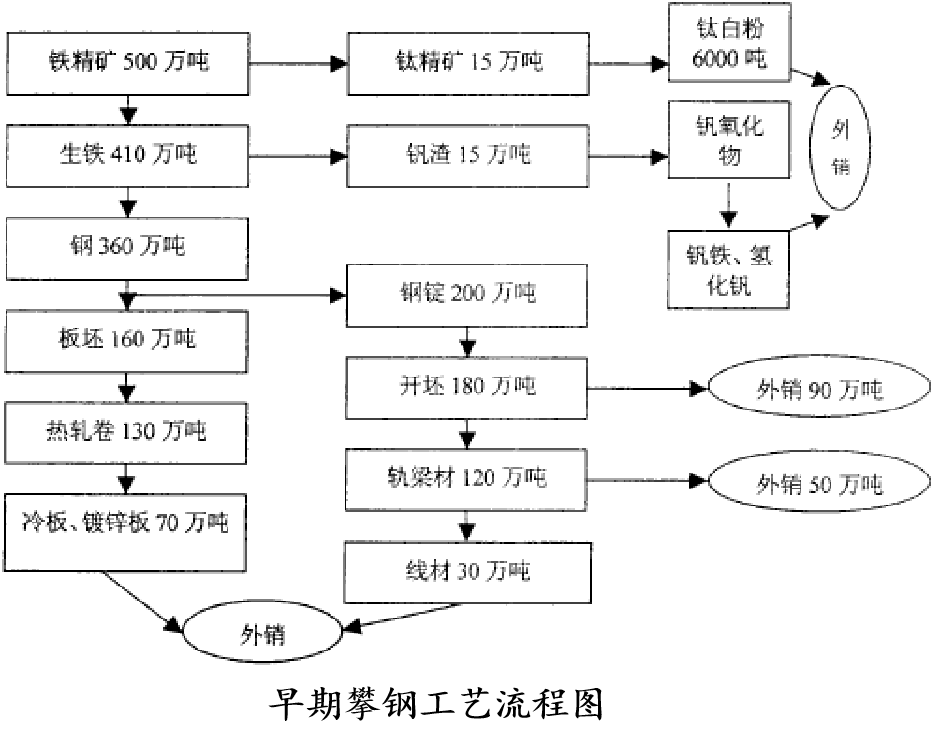 铁精矿 500 万吨
钛精矿 15 万吨
钛白粉
6000 吨
外
销
生铁 410 万吨
钒渣 15 万吨
钒氧化
物
钢 360 万吨
钒铁、氢
化钒
钢锭 200 万吨
板坯 160 万吨
开坯 180 万吨
外销 90 万吨
热轧卷 130 万吨
轨梁材 120 万吨
外销 50 万吨
冷板、镀锌板 70 万吨
线材 30 万吨
外销
早期攀钢工艺流程图